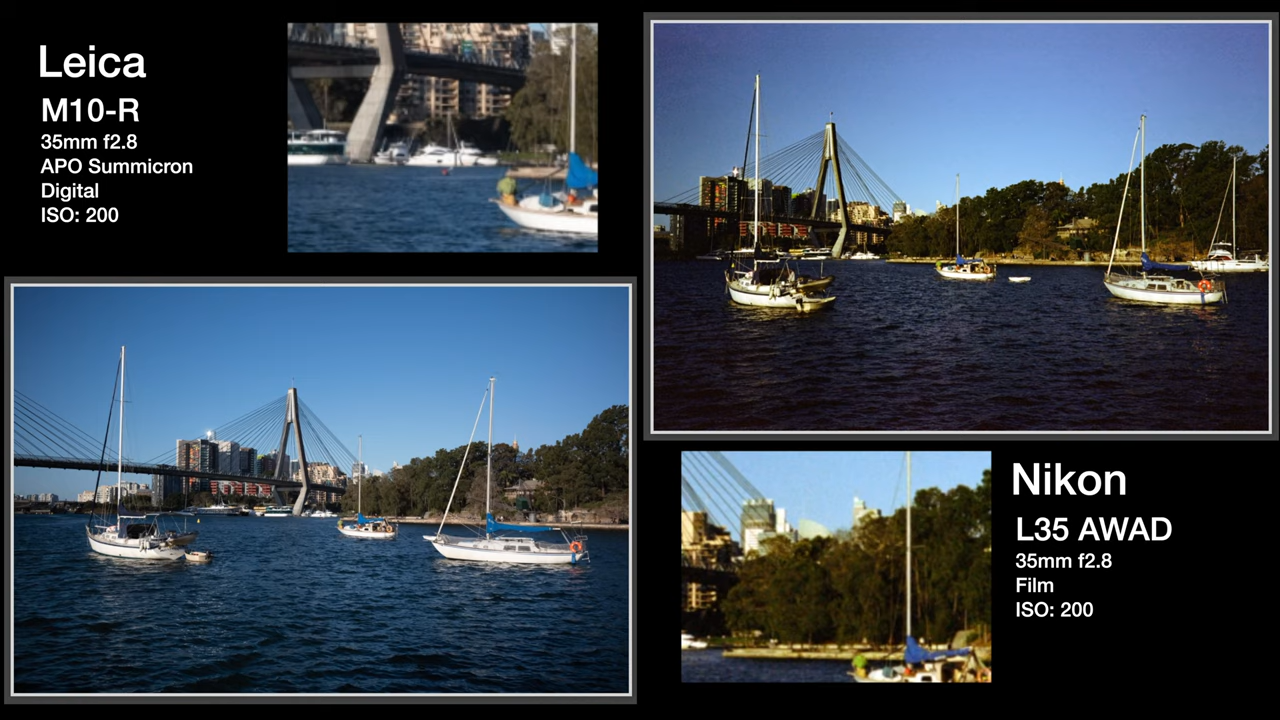 Leica
M10-R
35mm f2.8
APO Summicron
Digital
ISO: 200
Nikon
L35 AWAD
35mm f2.8
Film
ISO: 200